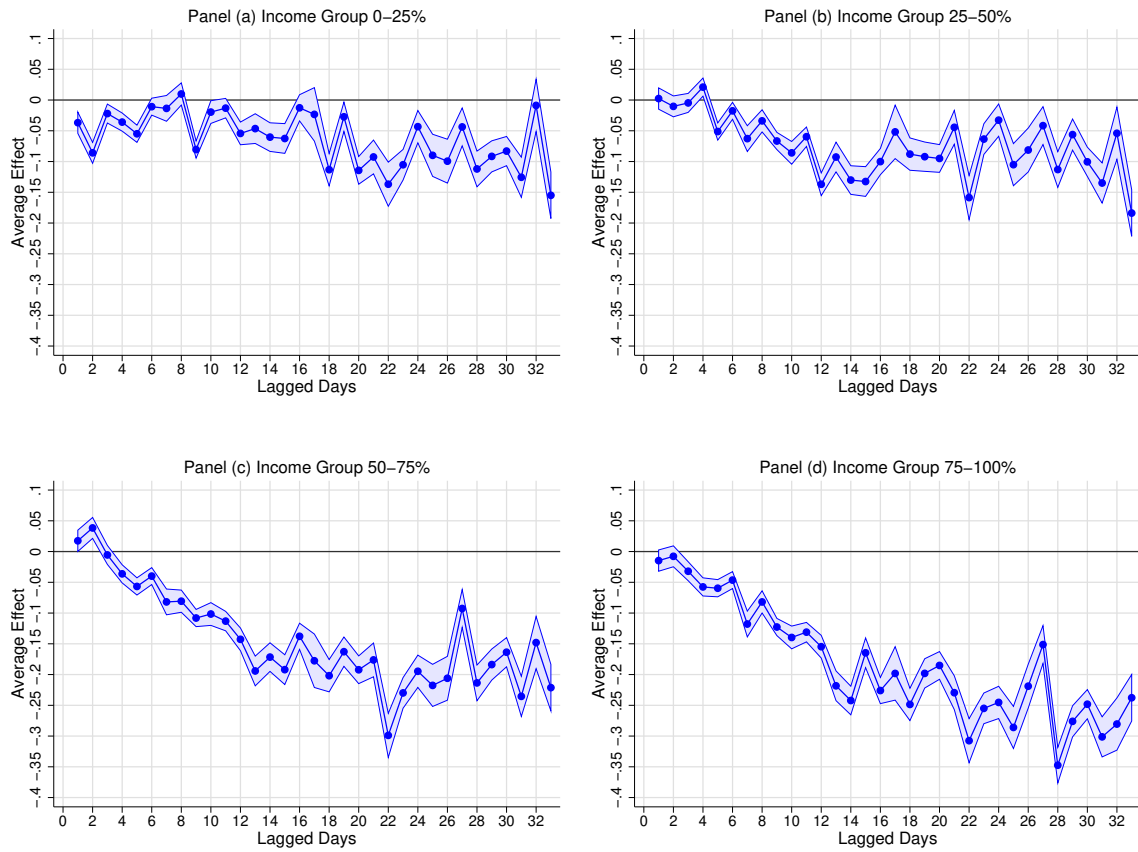 Panel (a) Income Group 0−25%
.1
.05
0
−.05
−.1
−.15
−.2
−.25
−.3
−.35
−.4
Average Effect
0 2 4 6 8 10 12 14 16 18 20 22 24 26 28 30 32
Lagged Days
Panel (b) Income Group 25−50%
.1
.05
0
−.05
−.1
−.15
−.2
−.25
−.3
−.35
−.4
Average Effect
0 2 4 6 8 10 12 14 16 18 20 22 24 26 28 30 32
Lagged Days
Panel (c) Income Group 50−75%
.1
.05
0
−.05
−.1
−.15
−.2
−.25
−.3
−.35
−.4
Average Effect
0 2 4 6 8 10 12 14 16 18 20 22 24 26 28 30 32
Lagged Days
Panel (d) Income Group 75−100%
.1
.05
0
−.05
−.1
−.15
−.2
−.25
−.3
−.35
−.4
Average Effect
0 2 4 6 8 10 12 14 16 18 20 22 24 26 28 30 32
Lagged Days